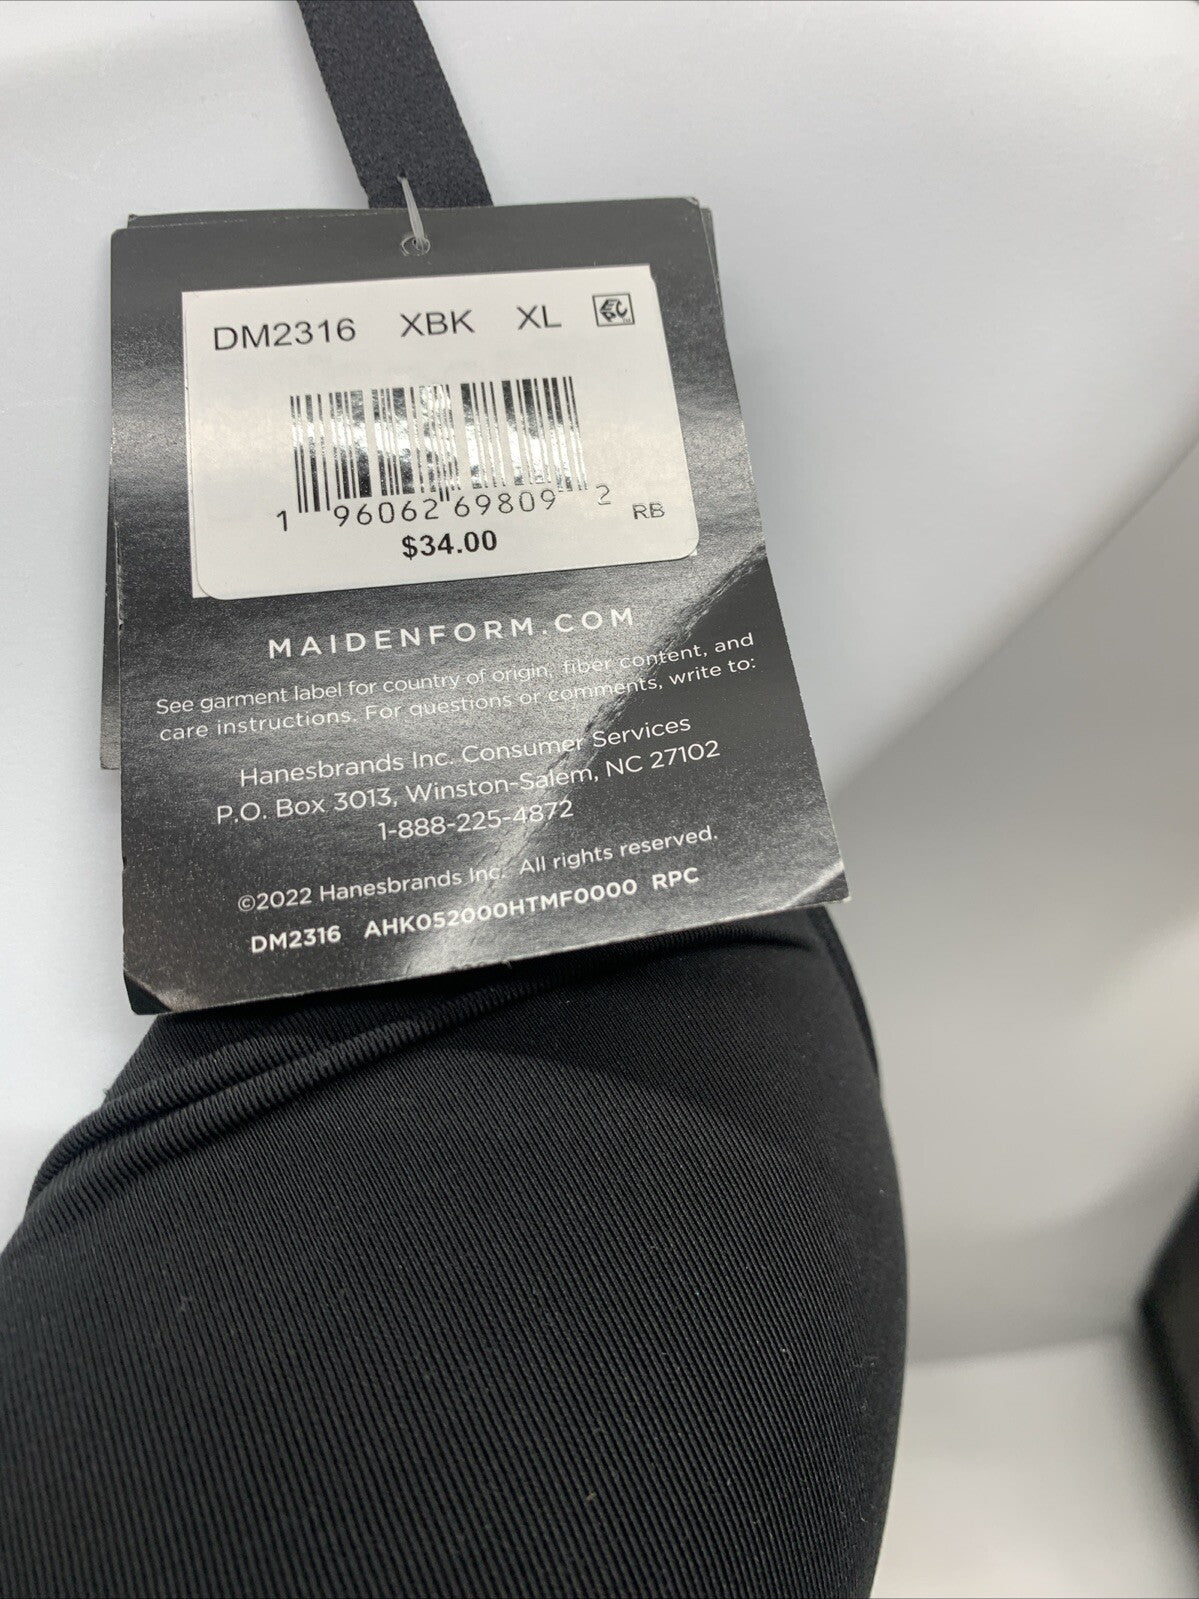 DM2316 XBK XL
1 96062 69809 2 RB
$34.00
MAIDENFORM.COM
See garment label for country of origin, fiber content, and
care instructions. For questions or comments, write to:
Hanesbrands Inc. Consumer Services
P.O. Box 3013, Winston-Salem, NC 27102
1-888-225-4872
©2022 Hanesbrands Inc. All rights reserved.
DM2316 AHK052000HTMF0000 RPC